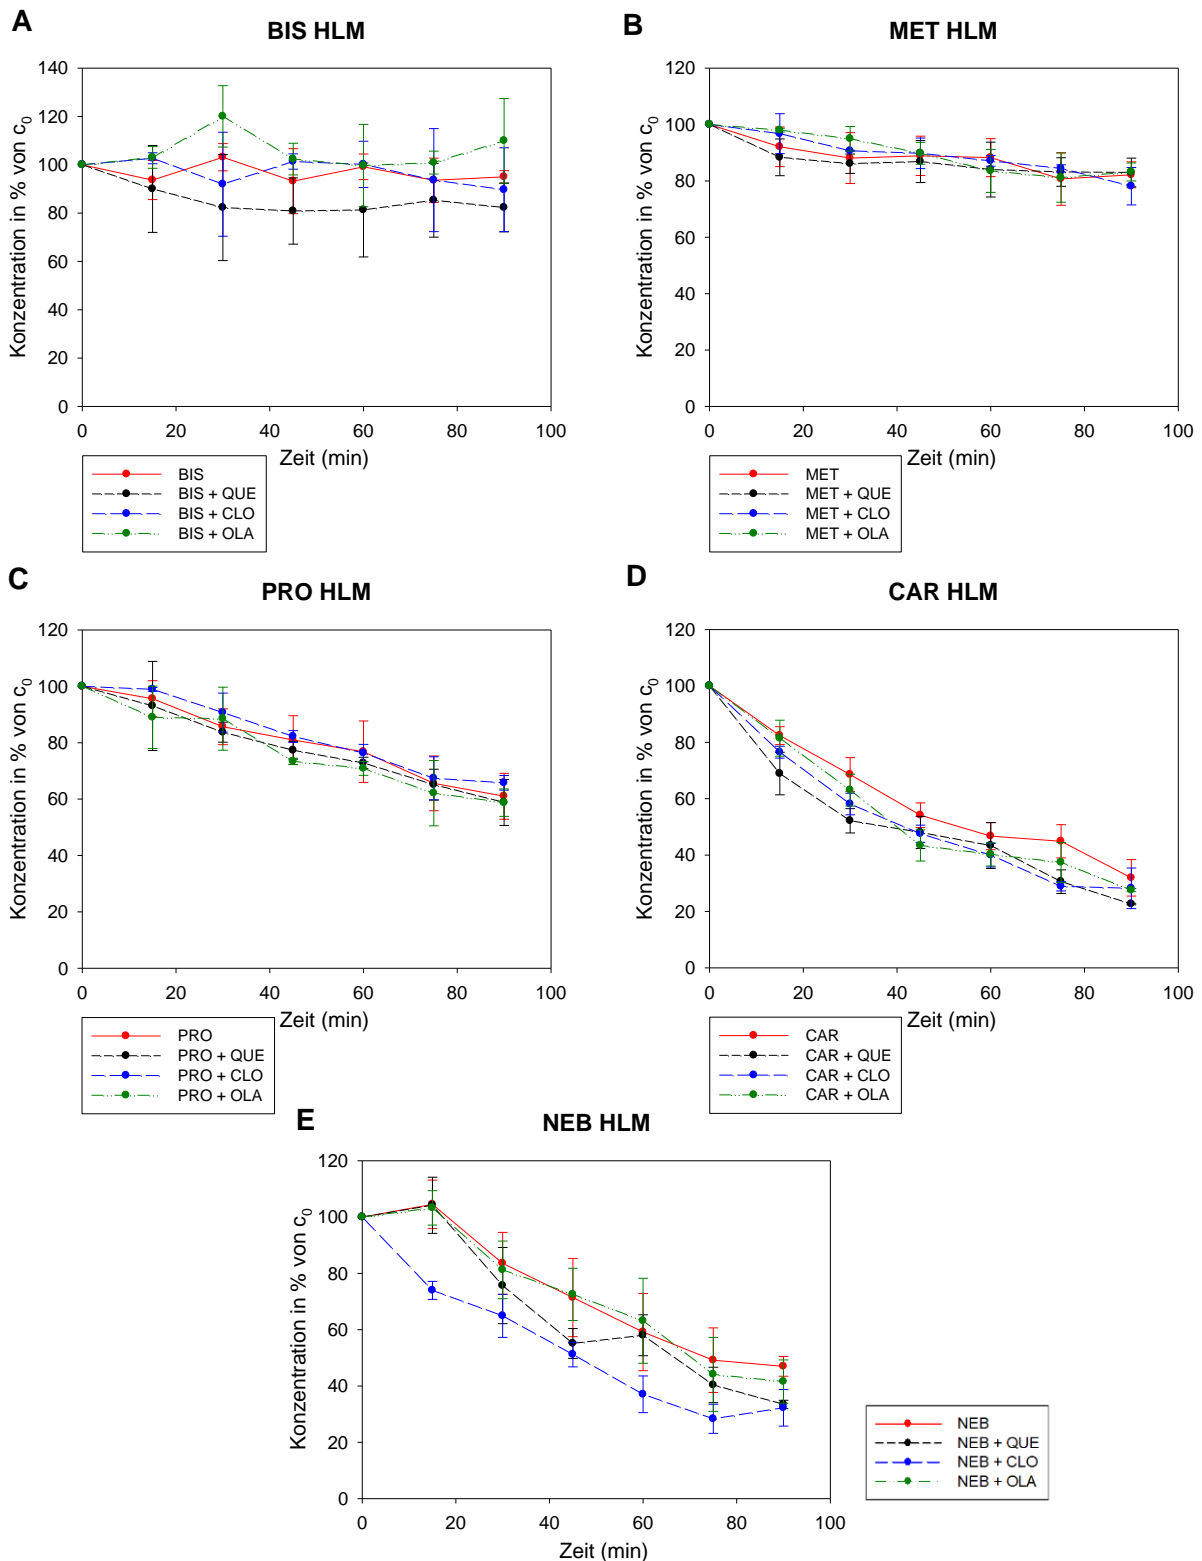 A
BIS HLM
140
120
100
80
60
40
20
0
Konzentration in % von c0
0 20 40 60 80 100
Zeit (min)
BIS
BIS + QUE
BIS + CLO
BIS + OLA
B
MET HLM
120
100
80
60
40
20
0
Konzentration in % von c0
0 20 40 60 80 100
Zeit (min)
MET
MET + QUE
MET + CLO
MET + OLA
C
PRO HLM
120
100
80
60
40
20
0
Konzentration in % von c0
0 20 40 60 80 100
Zeit (min)
PRO
PRO + QUE
PRO + CLO
PRO + OLA
D
CAR HLM
120
100
80
60
40
20
0
Konzentration in % von c0
0 20 40 60 80 100
Zeit (min)
CAR
CAR + QUE
CAR + CLO
CAR + OLA
E
NEB HLM
120
100
80
60
40
20
0
Konzentration in % von c0
0 20 40 60 80 100
Zeit (min)
NEB
NEB + QUE
NEB + CLO
NEB + OLA